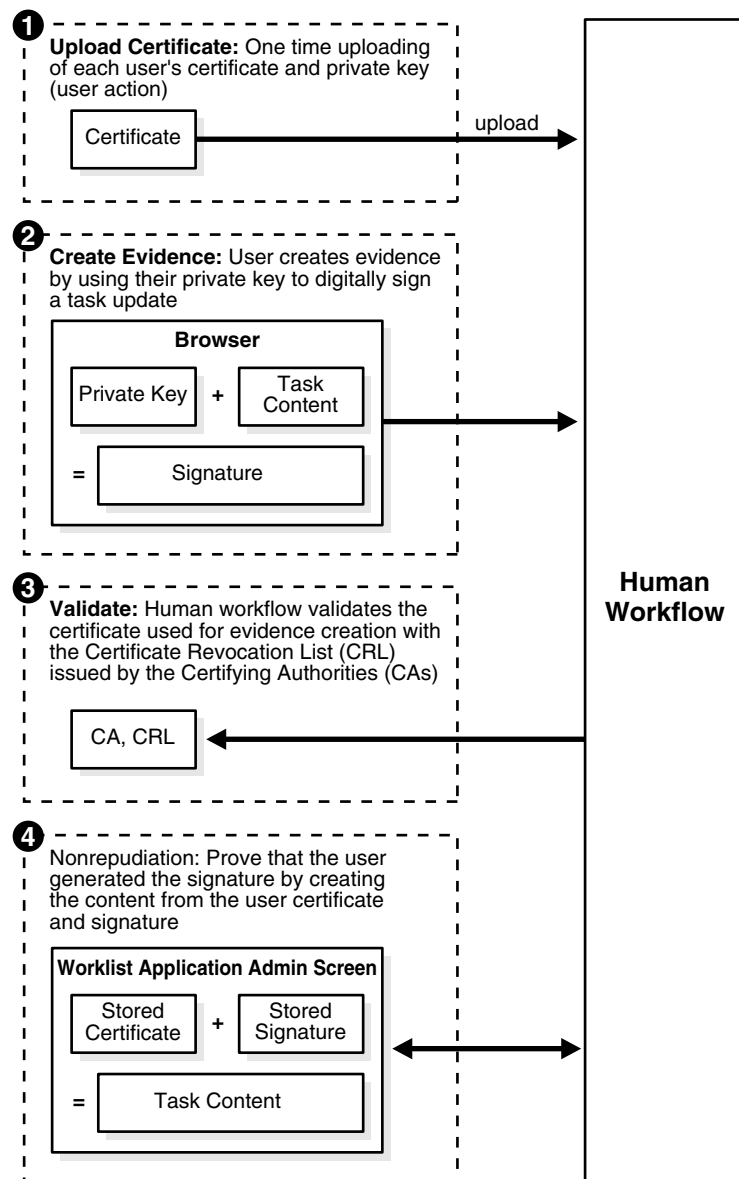 1
Upload Certificate: One time uploading
of each user's certificate and private key
(user action)
Certificate
upload
2
Create Evidence: User creates evidence
by using their private key to digitally sign
a task update
Browser
Private Key
+
Task
Content
=
Signature
Human
Workflow
3
Validate: Human workflow validates the
certificate used for evidence creation with
the Certificate Revocation List (CRL)
issued by the Certifying Authorities (CAs)
CA, CRL
4
Nonrepudiation: Prove that the user
generated the signature by creating
the content from the user certificate
and signature
Worklist Application Admin Screen
Stored
Certificate
+
Stored
Signature
=
Task Content